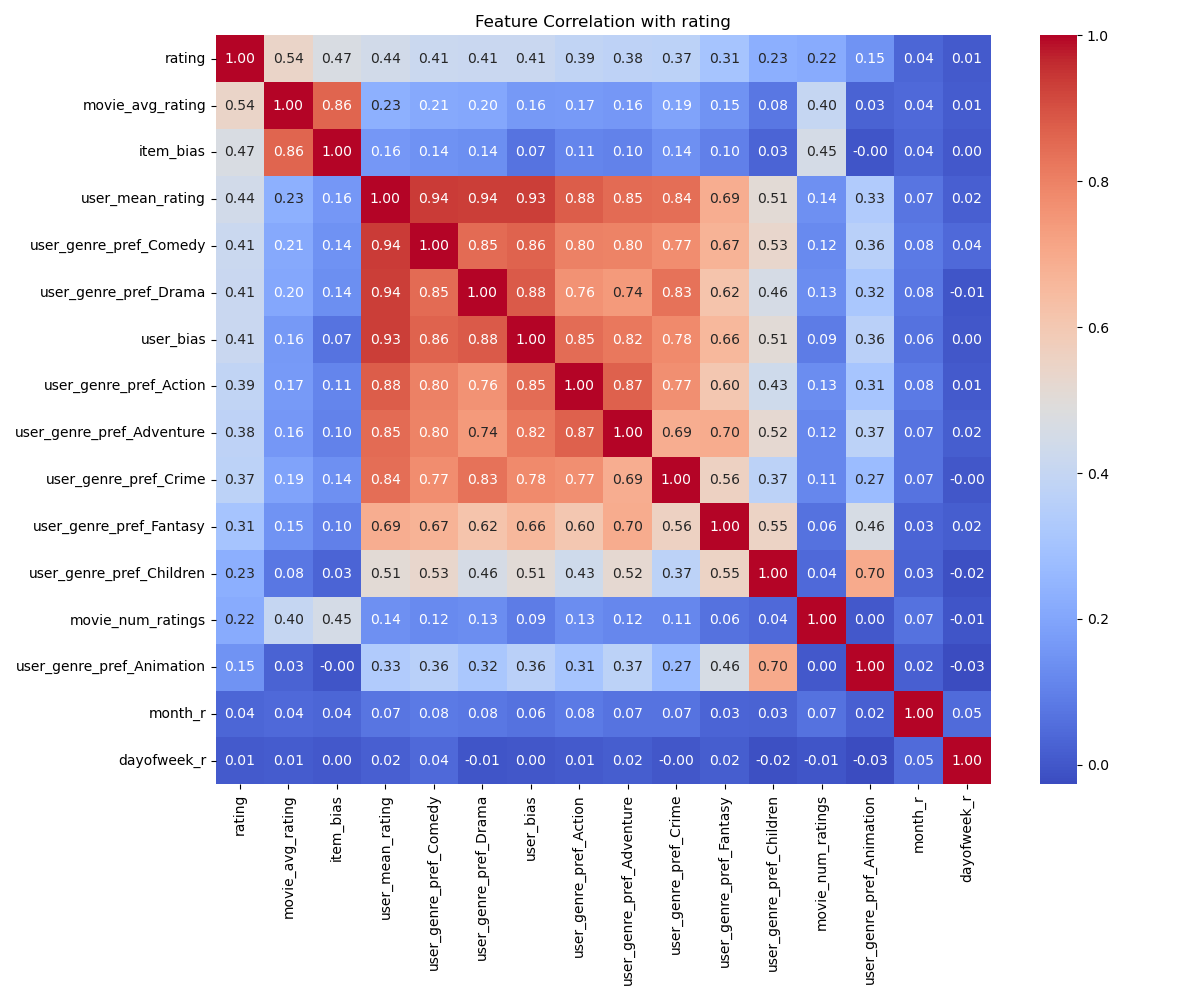 Feature Correlation with rating
rating 1.00 0.54 0.47 0.44 0.41 0.41 0.41 0.39 0.38 0.37 0.31 0.23 0.22 0.15 0.04 0.01
movie_avg_rating 0.54 1.00 0.86 0.23 0.21 0.20 0.16 0.17 0.16 0.19 0.15 0.08 0.40 0.03 0.04 0.01
item_bias 0.47 0.86 1.00 0.16 0.14 0.14 0.07 0.11 0.10 0.14 0.10 0.03 0.45 -0.00 0.04 0.00
user_mean_rating 0.44 0.23 0.16 1.00 0.94 0.94 0.93 0.88 0.85 0.84 0.69 0.51 0.14 0.33 0.07 0.02
user_genre_pref_Comedy 0.41 0.21 0.14 0.94 1.00 0.85 0.86 0.80 0.80 0.77 0.67 0.53 0.12 0.36 0.08 0.04
user_genre_pref_Drama 0.41 0.20 0.14 0.94 0.85 1.00 0.88 0.76 0.74 0.83 0.62 0.46 0.13 0.32 0.08 -0.01
user_bias 0.41 0.16 0.07 0.93 0.86 0.88 1.00 0.85 0.82 0.78 0.66 0.51 0.09 0.36 0.06 0.00
user_genre_pref_Action 0.39 0.17 0.11 0.88 0.80 0.76 0.85 1.00 0.87 0.77 0.60 0.43 0.13 0.31 0.08 0.01
user_genre_pref_Adventure 0.38 0.16 0.10 0.85 0.80 0.74 0.82 0.87 1.00 0.69 0.70 0.52 0.12 0.37 0.07 0.02
user_genre_pref_Crime 0.37 0.19 0.14 0.84 0.77 0.83 0.78 0.77 0.69 1.00 0.56 0.37 0.11 0.27 0.07 -0.00
user_genre_pref_Fantasy 0.31 0.15 0.10 0.69 0.67 0.62 0.66 0.60 0.70 0.56 1.00 0.55 0.06 0.46 0.03 0.02
user_genre_pref_Children 0.23 0.08 0.03 0.51 0.53 0.46 0.51 0.43 0.52 0.37 0.55 1.00 0.04 0.70 0.03 -0.02
movie_num_ratings 0.22 0.40 0.45 0.14 0.12 0.13 0.09 0.13 0.12 0.11 0.06 0.04 1.00 0.00 0.07 -0.01
user_genre_pref_Animation 0.15 0.03 -0.00 0.33 0.36 0.32 0.36 0.31 0.37 0.27 0.46 0.70 0.00 1.00 0.02 -0.03
month_r 0.04 0.04 0.04 0.07 0.08 0.08 0.06 0.08 0.07 0.07 0.03 0.03 0.07 0.02 1.00 0.05
dayofweek_r 0.01 0.01 0.00 0.02 0.04 -0.01 0.00 0.01 0.02 -0.00 0.02 -0.02 -0.01 -0.03 0.05 1.00
rating
movie_avg_rating
item_bias
user_mean_rating
user_genre_pref_Comedy
user_genre_pref_Drama
user_bias
user_genre_pref_Action
user_genre_pref_Adventure
user_genre_pref_Crime
user_genre_pref_Fantasy
user_genre_pref_Children
movie_num_ratings
user_genre_pref_Animation
month_r
dayofweek_r
1.0
0.8
0.6
0.4
0.2
0.0